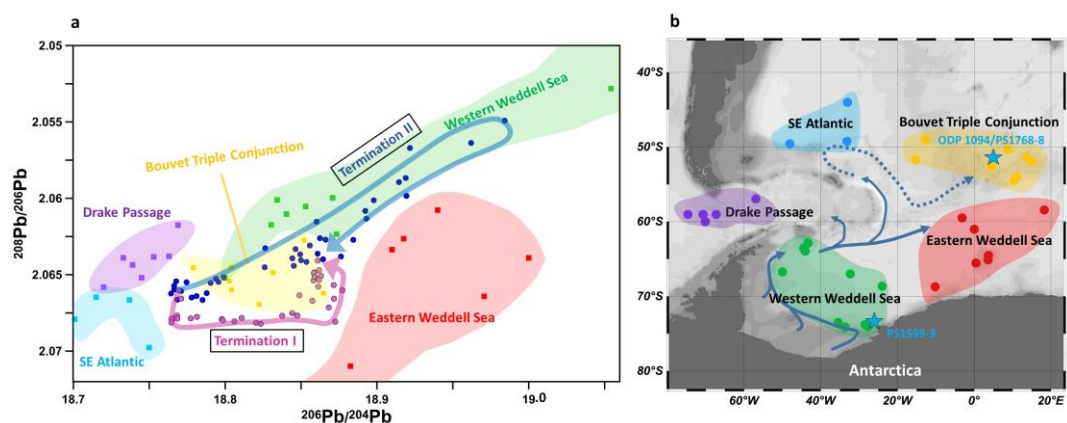 a
2.05
2.055
2.06
2.065
2.07
²⁰⁸Pb/²⁰⁶Pb
Western Weddell Sea
Termination II
Bouvet Triple Conjunction
Drake Passage
SE Atlantic
Termination I
Eastern Weddell Sea
18.7
18.8
18.9
19.0
²⁰⁶Pb/²⁰⁴Pb
b
40°S
50°S
60°S
70°S
80°S
SE Atlantic
Bouvet Triple Conjunction
ODP 1094/PS1768-8
Drake Passage
Eastern Weddell Sea
Western Weddell Sea
PS1599-3
Antarctica
60°W
40°W
20°W
0°W
20°E